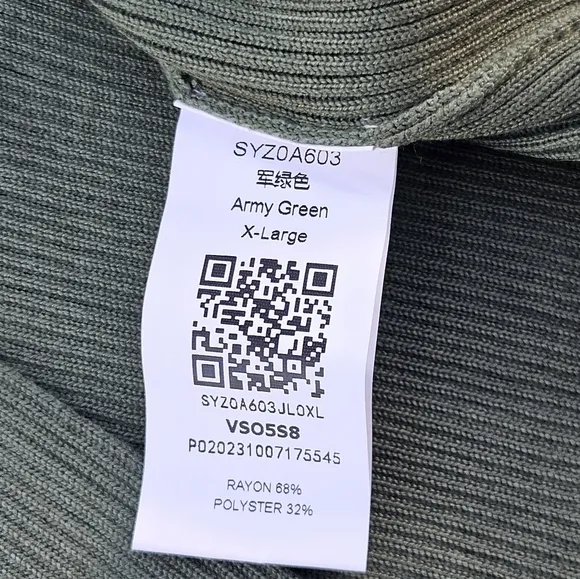 SYZ0A603
军绿色
Army Green
X-Large
SYZ0A603JL0XL
VSO5S8
P020231007175545
RAYON 68%
POLYSTER 32%